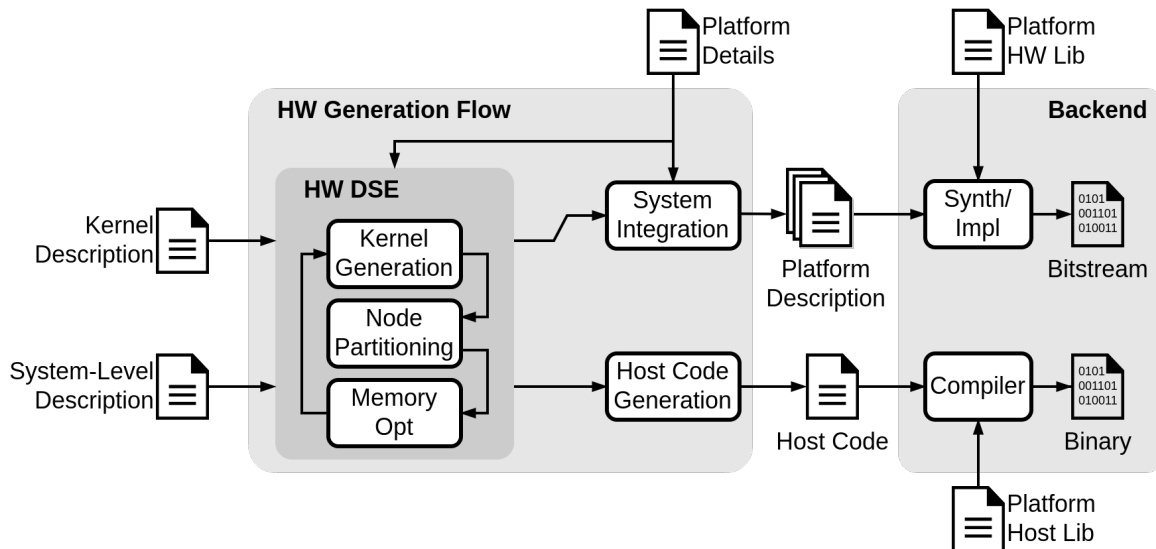 Platform
Details
Platform
HW Lib
HW Generation Flow
Backend
HW DSE
Kernel
Description
Kernel
Generation
System
Integration
Platform
Description
Synth/
Impl
0101
001101
010011
Bitstream
Node
Partitioning
System-Level
Description
Memory
Opt
Host Code
Generation
Host Code
Compiler
0101
001101
010011
Binary
Platform
Host Lib